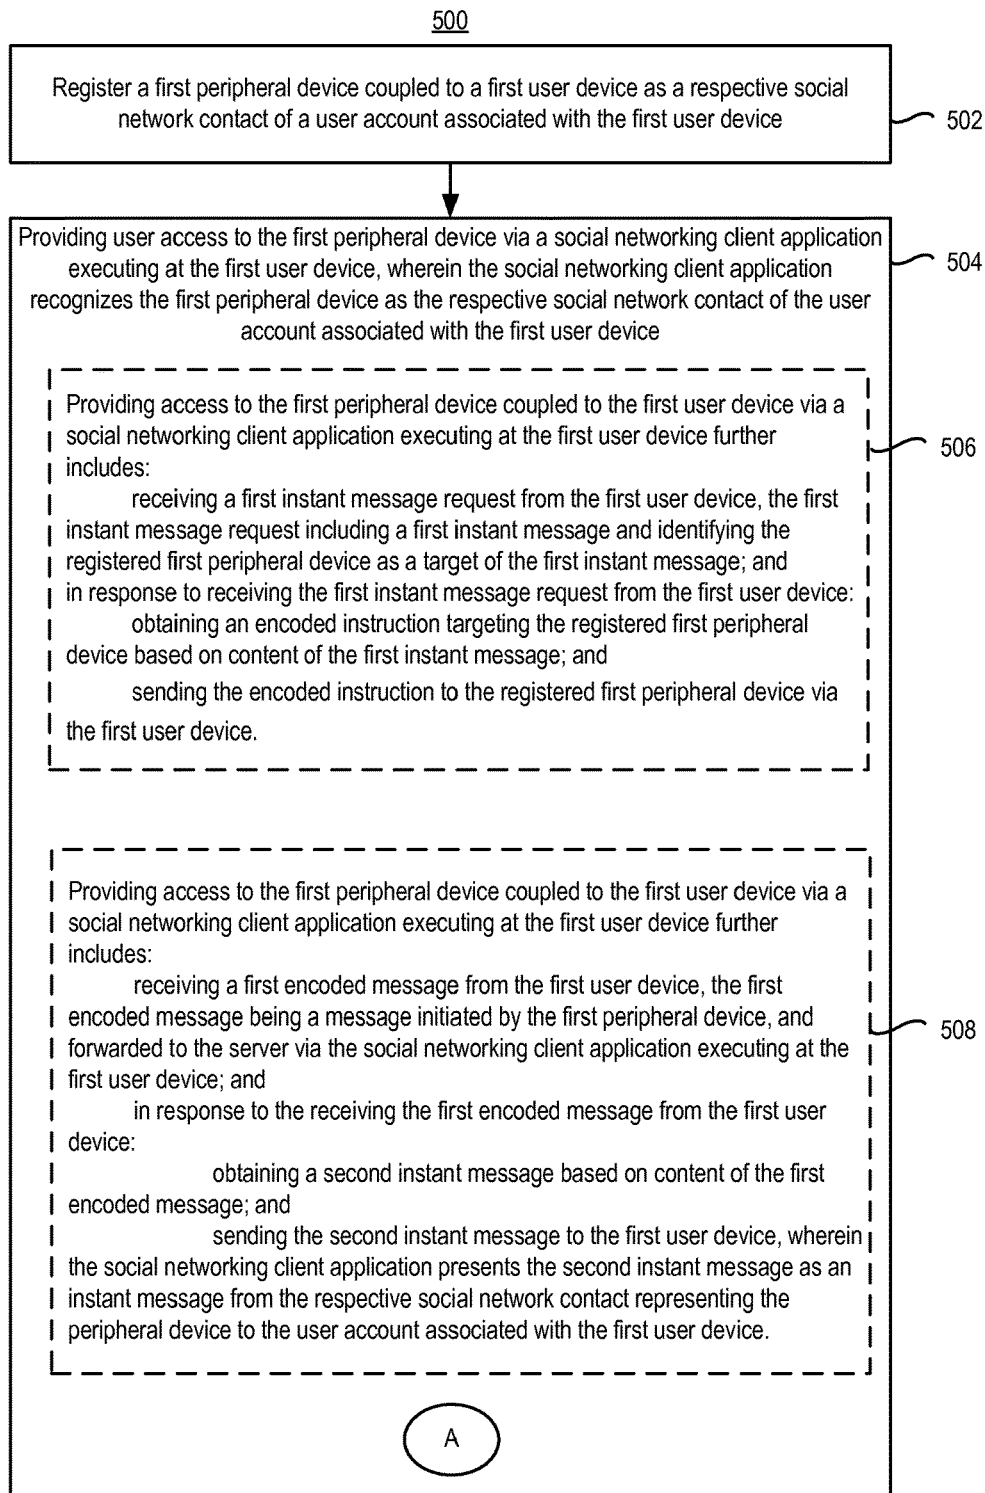 500
Register a first peripheral device coupled to a first user device as a respective social
network contact of a user account associated with the first user device
502
Providing user access to the first peripheral device via a social networking client application
executing at the first user device, wherein the social networking client application
recognizes the first peripheral device as the respective social network contact of the user
account associated with the first user device
504
Providing access to the first peripheral device coupled to the first user device via a
social networking client application executing at the first user device further
includes:
receiving a first instant message request from the first user device, the first
instant message request including a first instant message and identifying the
registered first peripheral device as a target of the first instant message; and
in response to receiving the first instant message request from the first user device:
obtaining an encoded instruction targeting the registered first peripheral
device based on content of the first instant message; and
sending the encoded instruction to the registered first peripheral device via
the first user device.
506
Providing access to the first peripheral device coupled to the first user device via a
social networking client application executing at the first user device further
includes:
receiving a first encoded message from the first user device, the first
encoded message being a message initiated by the first peripheral device, and
forwarded to the server via the social networking client application executing at the
first user device; and
in response to the receiving the first encoded message from the first user
device:
obtaining a second instant message based on content of the first
encoded message; and
sending the second instant message to the first user device, wherein
the social networking client application presents the second instant message as an
instant message from the respective social network contact representing the
peripheral device to the user account associated with the first user device.
508
A